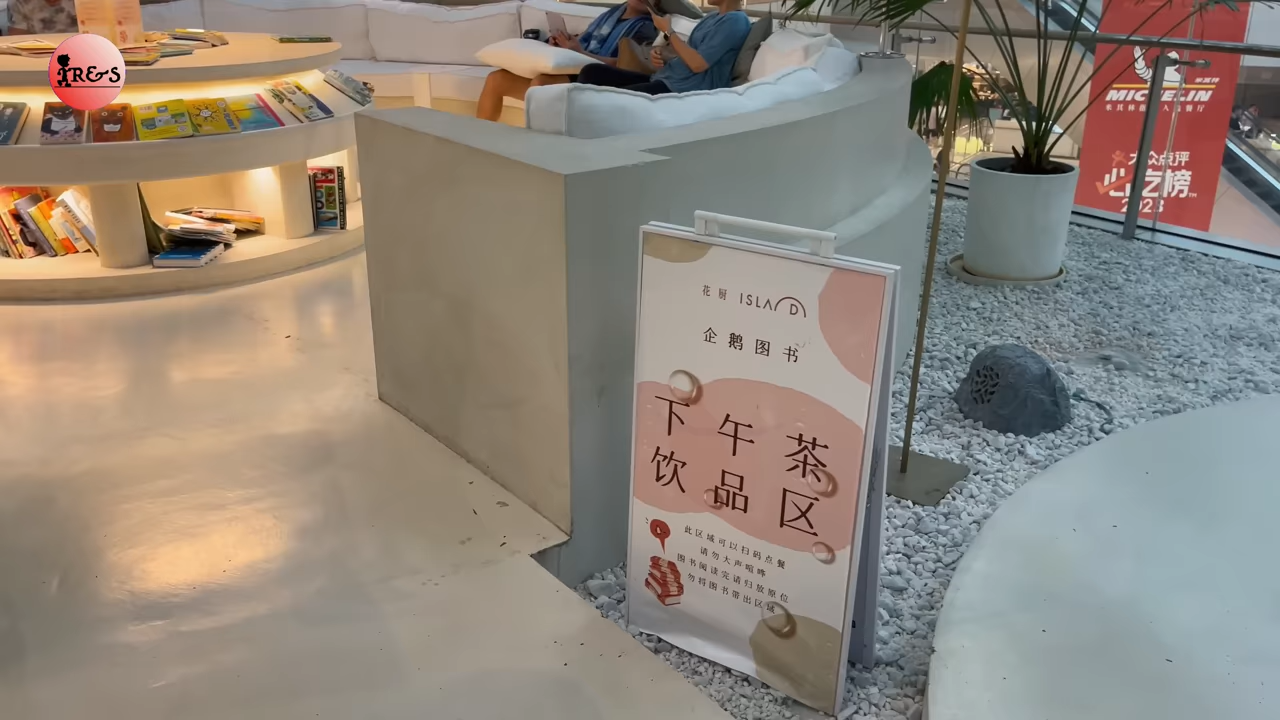 R&S
MICHELIN
大众点评
必吃榜
2023
花厨 ISLAND
企鹅图书
下午茶
饮品区
此区域可以扫码点餐
请勿大声喧哗
图书阅读完请归放原位
勿将图书带出区域